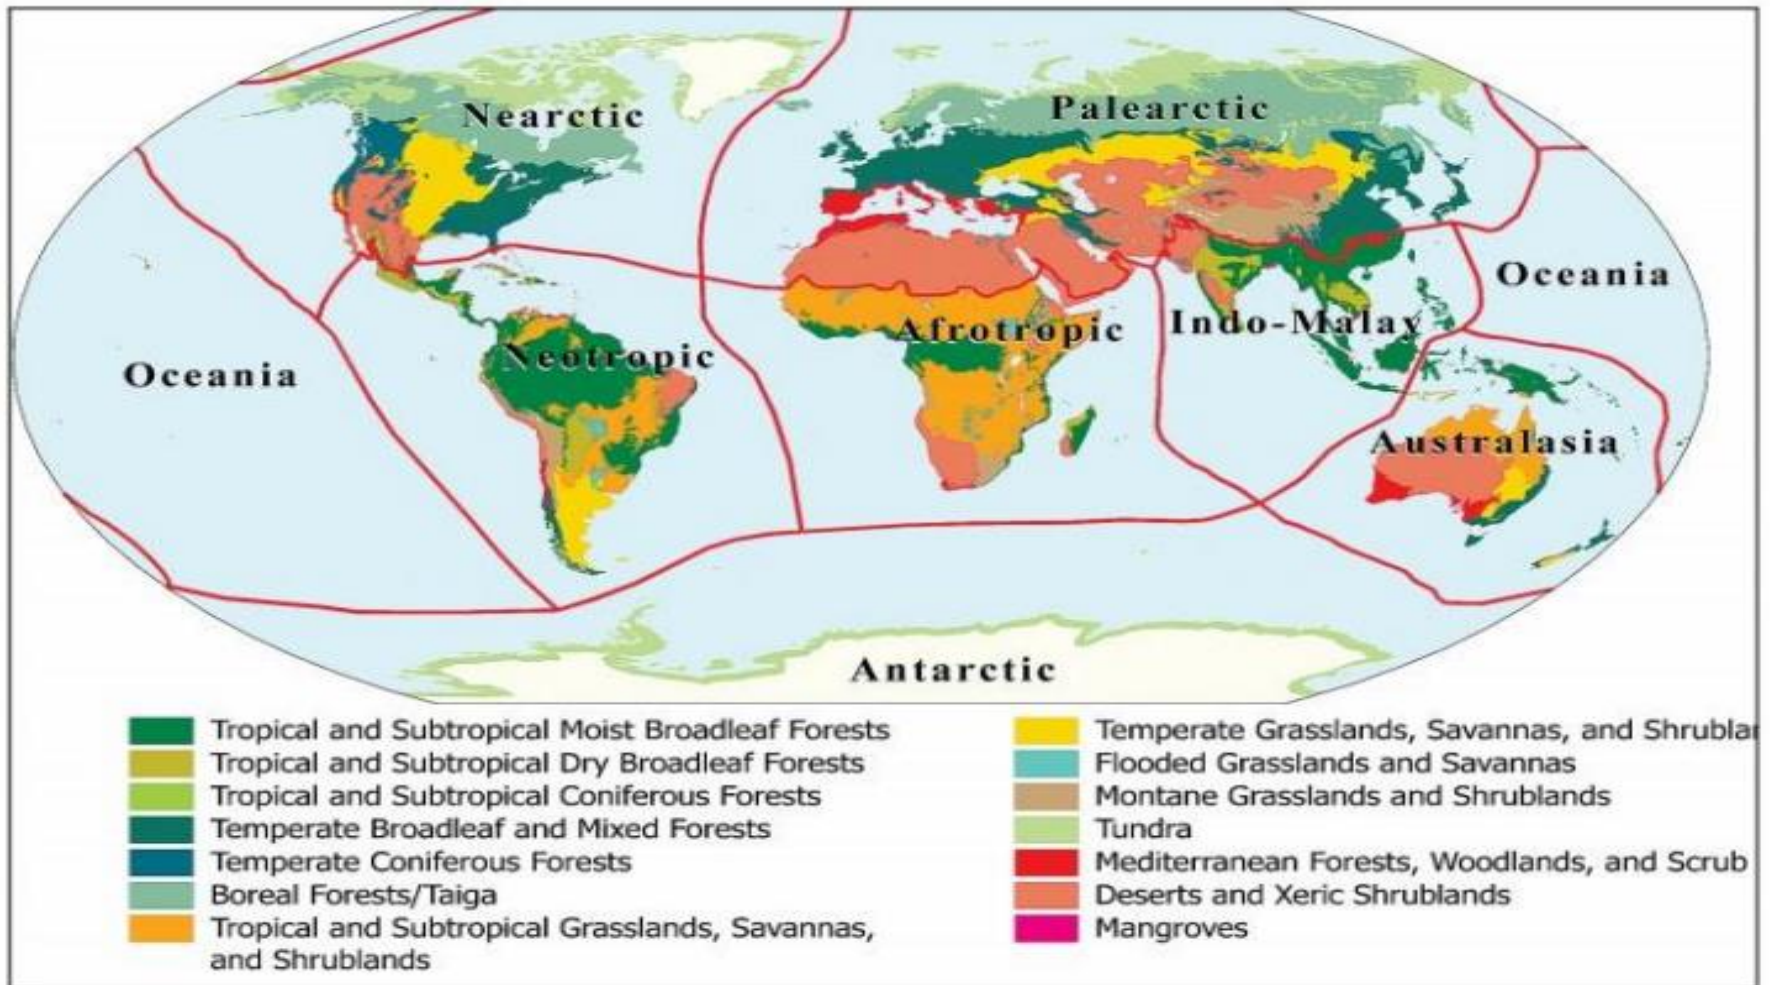 Nearctic
Palearctic
Oceania
Afrotropic
Indo-Malay
Neotropic
Oceania
Australasia
Antarctic
Tropical and Subtropical Moist Broadleaf Forests
Tropical and Subtropical Dry Broadleaf Forests
Tropical and Subtropical Coniferous Forests
Temperate Broadleaf and Mixed Forests
Temperate Coniferous Forests
Boreal Forests/Taiga
Tropical and Subtropical Grasslands, Savannas,
and Shrublands
Temperate Grasslands, Savannas, and Shrublar
Flooded Grasslands and Savannas
Montane Grasslands and Shrublands
Tundra
Mediterranean Forests, Woodlands, and Scrub
Deserts and Xeric Shrublands
Mangroves